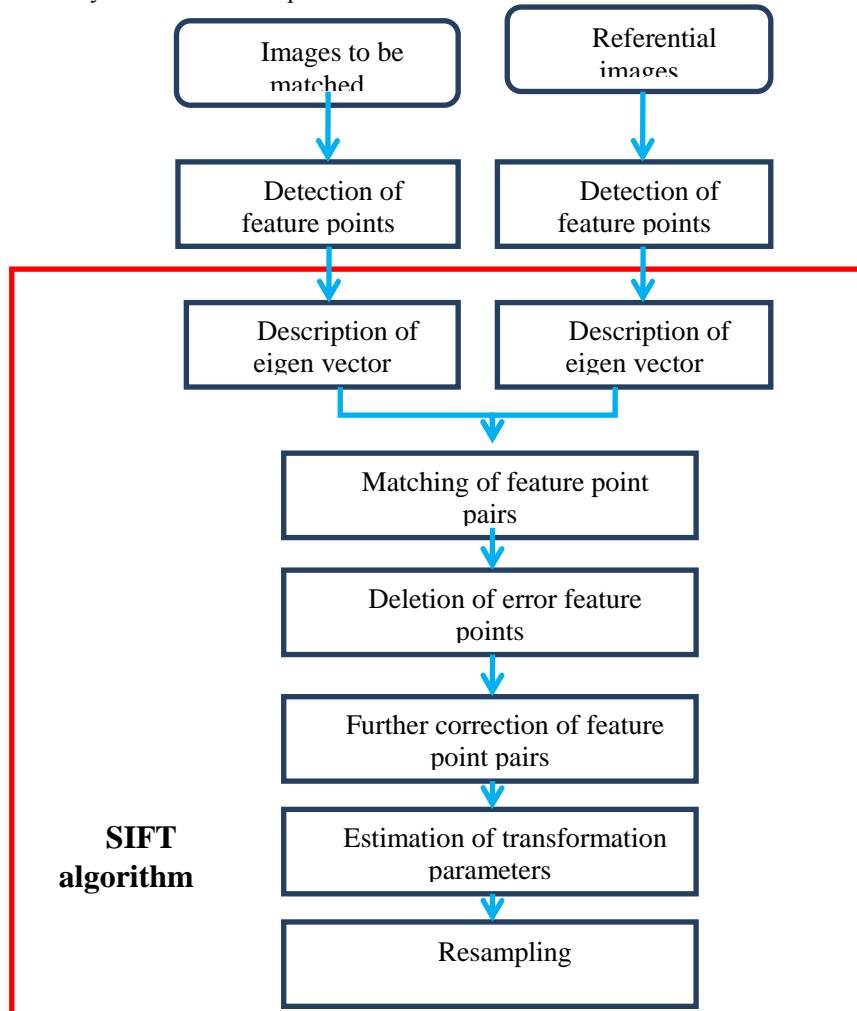 Images to be
matched
Referential
images
Detection of
feature points
Detection of
feature points
Description of
eigen vector
Description of
eigen vector
Matching of feature point
pairs
Deletion of error feature
points
Further correction of feature
point pairs
Estimation of transformation
parameters
SIFT
algorithm
Resampling